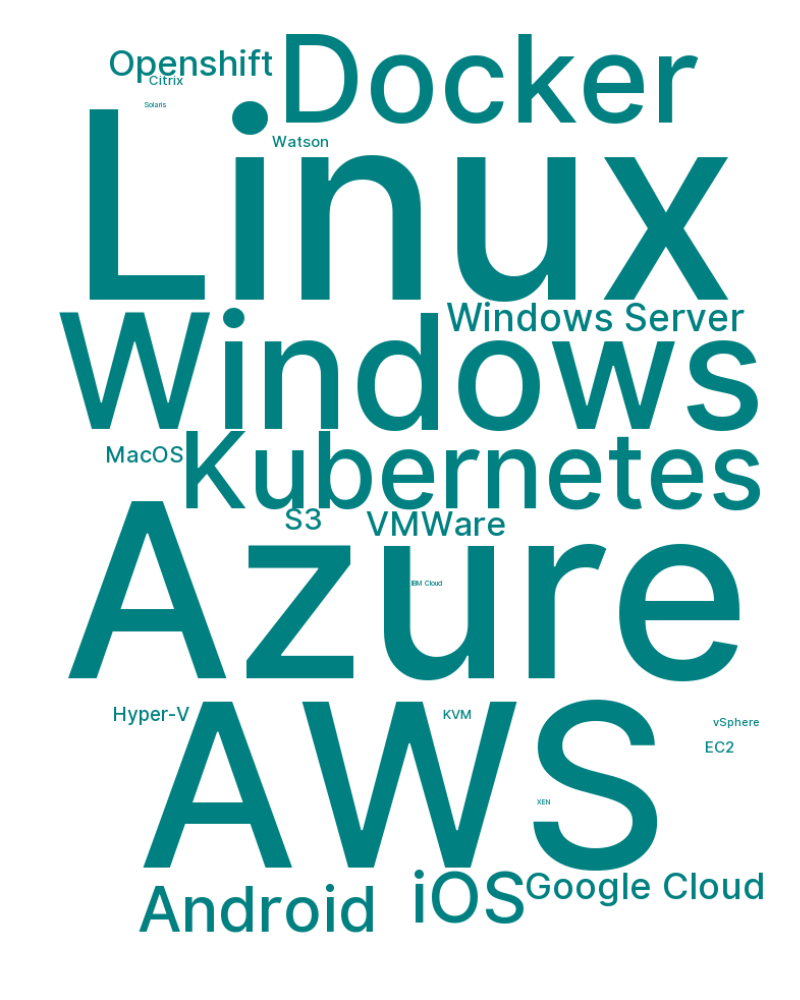 Openshift
Docker
Citrix
Solaris
Linux
Watson
Windows Server
Windows
MacOS
Kubernetes
S3
VMWare
Azure
IBM Cloud
Hyper-V
AWS
KVM
vSphere
EC2
XEN
Android
iOS
Google Cloud